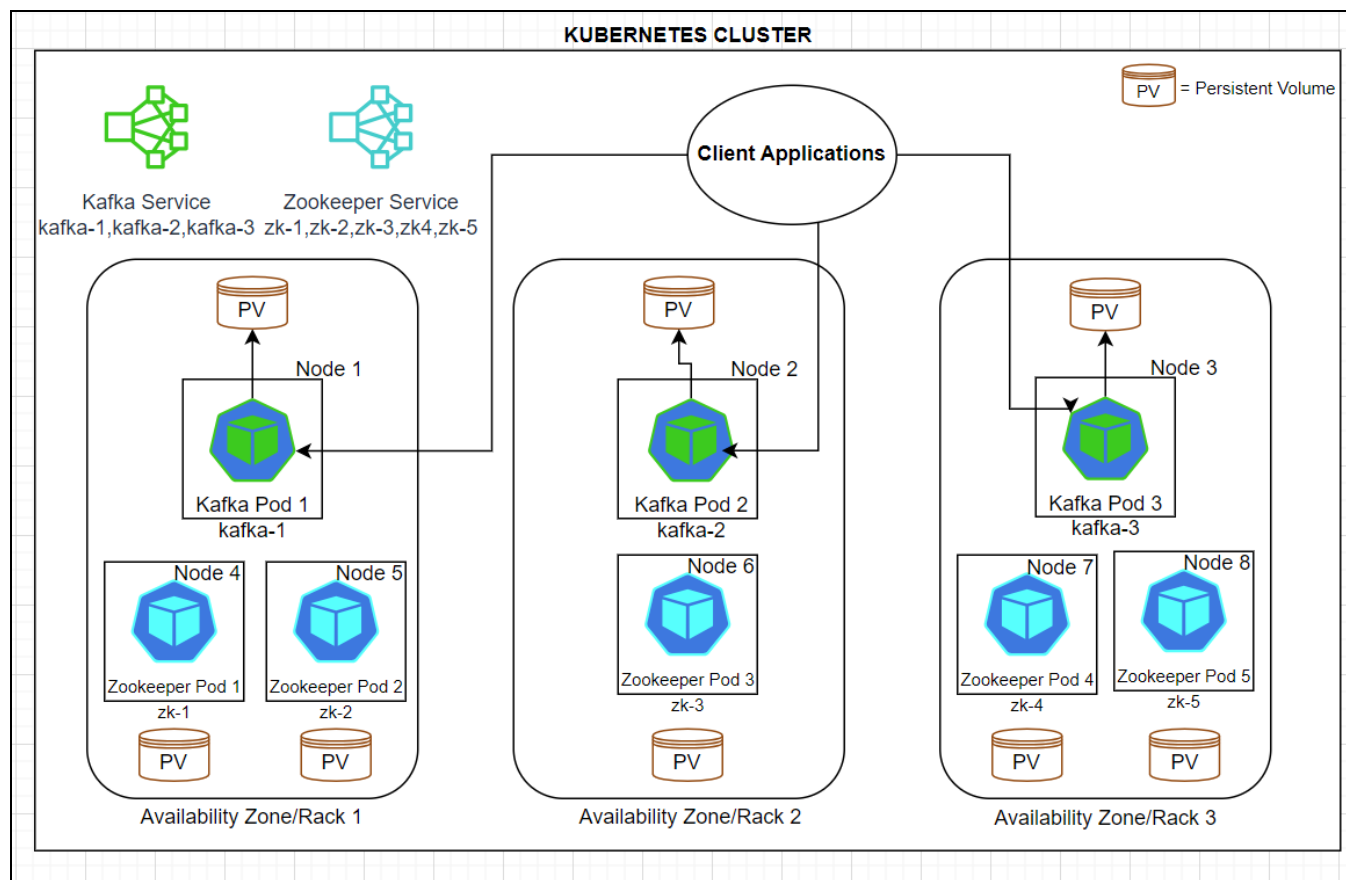 KUBERNETES CLUSTER
PV = Persistent Volume
Client Applications
Kafka Service
kafka-1,kafka-2,kafka-3
Zookeeper Service
zk-1,zk-2,zk-3,zk4,zk-5
PV
Node 1
Kafka Pod 1
kafka-1
Node 4
Zookeeper Pod 1
zk-1
PV
Node 5
Zookeeper Pod 2
zk-2
PV
Availability Zone/Rack 1
PV
Node 2
Kafka Pod 2
kafka-2
Node 6
Zookeeper Pod 3
zk-3
PV
Availability Zone/Rack 2
PV
Node 3
Kafka Pod 3
kafka-3
Node 7
Zookeeper Pod 4
zk-4
PV
Node 8
Zookeeper Pod 5
zk-5
PV
Availability Zone/Rack 3